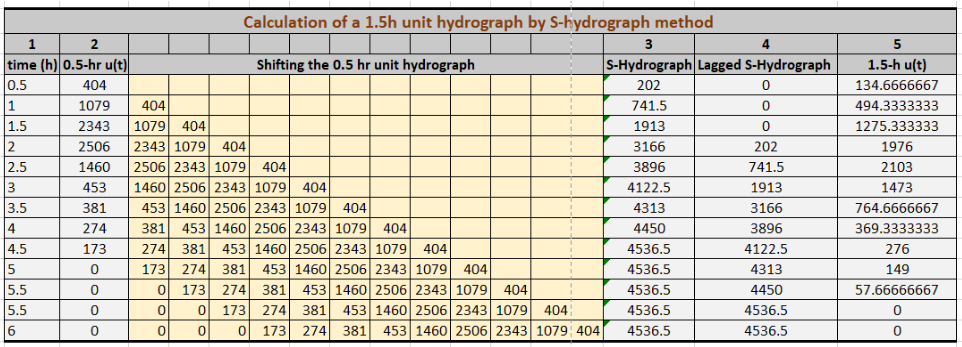 Calculation of a 1.5h unit hydrograph by S-hydrograph method
1 2 3 4 5
time (h) 0.5-hr u(t) Shifting the 0.5 hr unit hydrograph S-Hydrograph Lagged S-Hydrograph 1.5-h u(t)
0.5 404 202 0 134.6666667
1 1079 404 741.5 0 494.3333333
1.5 2343 1079 404 1913 0 1275.333333
2 2506 2343 1079 404 3166 202 1976
2.5 1460 2506 2343 1079 404 3896 741.5 2103
3 453 1460 2506 2343 1079 404 4122.5 1913 1473
3.5 381 453 1460 2506 2343 1079 404 4313 3166 764.6666667
4 274 381 453 1460 2506 2343 1079 404 4450 3896 369.3333333
4.5 173 274 381 453 1460 2506 2343 1079 404 4536.5 4122.5 276
5 0 173 274 381 453 1460 2506 2343 1079 404 4536.5 4313 149
5.5 0 0 173 274 381 453 1460 2506 2343 1079 404 4536.5 4450 57.66666667
5.5 0 0 0 173 274 381 453 1460 2506 2343 1079 404 4536.5 4536.5 0
6 0 0 0 0 173 274 381 453 1460 2506 2343 1079 404 4536.5 4536.5 0